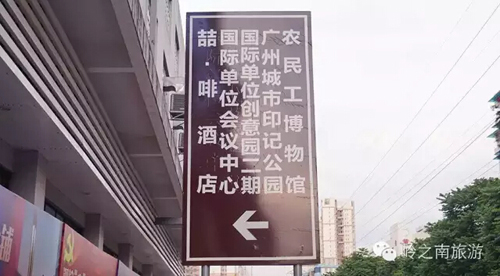 农民工博物馆
广州城市印记公园
国际单位创意园二期
国际单位会议中心
喆·啡酒店
岭之南旅游